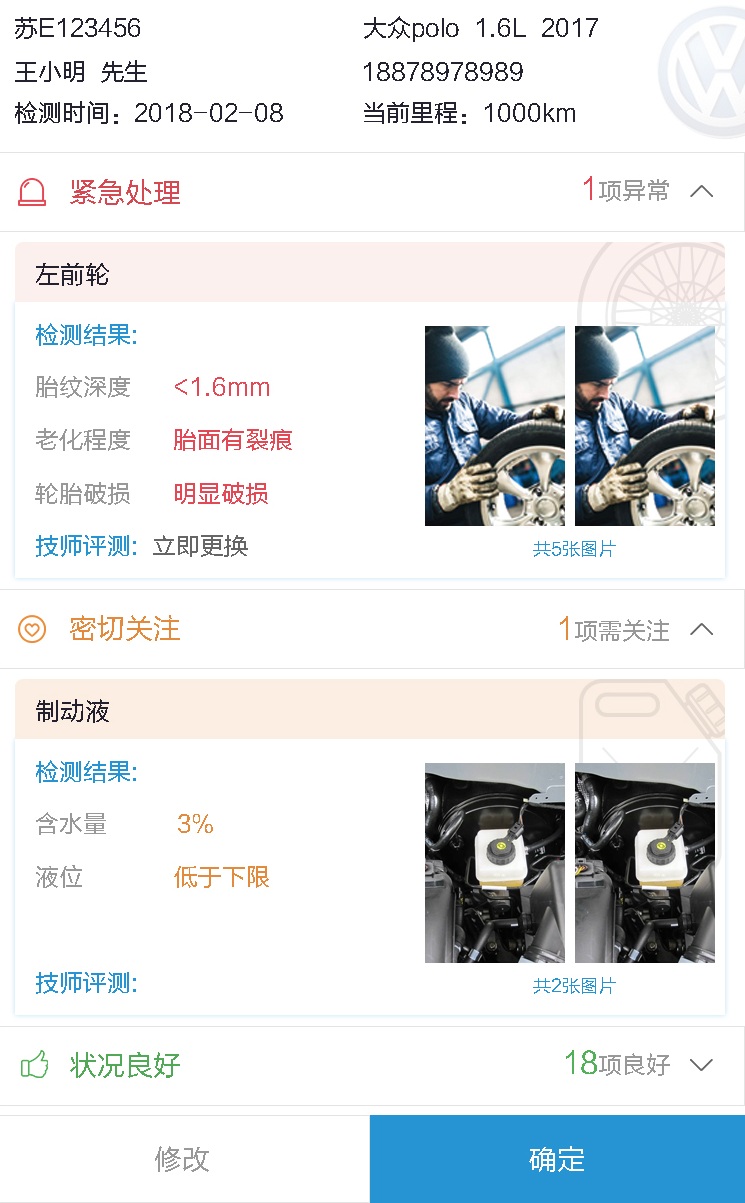 苏E123456
大众polo 1.6L 2017
王小明 先生
18878978989
检测时间：2018-02-08
当前里程：1000km
紧急处理
1项异常
左前轮
检测结果:
胎纹深度 <1.6mm
老化程度 胎面有裂痕
轮胎破损 明显破损
技师评测: 立即更换
共5张图片
密切关注
1项需关注
制动液
检测结果:
含水量 3%
液位 低于下限
技师评测:
共2张图片
状况良好
18项良好
修改
确定